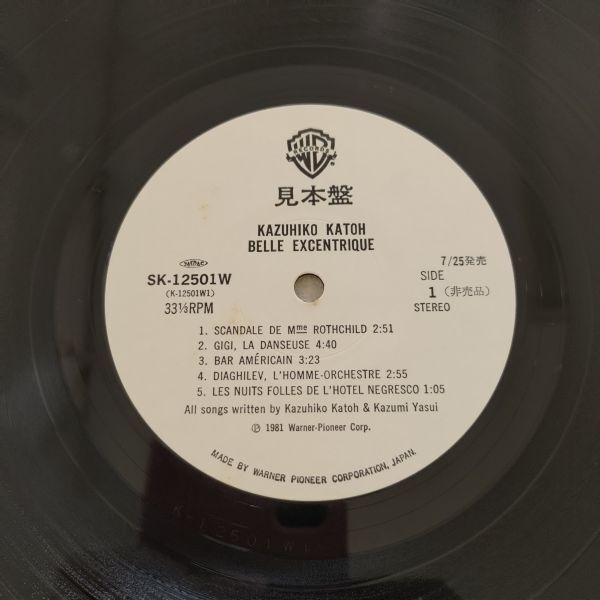 WB
RECORDS
見本盤
KAZUHIKO KATOH
BELLE EXCENTRIQUE
SK-12501W
(K-12501W1)
33⅓RPM
7/25発売
SIDE
1 (非売品)
STEREO
1. SCANDALE DE Mme ROTHCHILD 2:51
2. GIGI, LA DANSEUSE 4:40
3. BAR AMÉRICAIN 3:23
4. DIAGHILEV, L'HOMME-ORCHESTRE 2:55
5. LES NUITS FOLLES DE L'HOTEL NEGRESCO 1:05
All songs written by Kazuhiko Katoh & Kazumi Yasui
Ⓟ 1981 Warner-Pioneer Corp.
MADE BY WARNER PIONEER CORPORATION, JAPAN.
K-12501W1